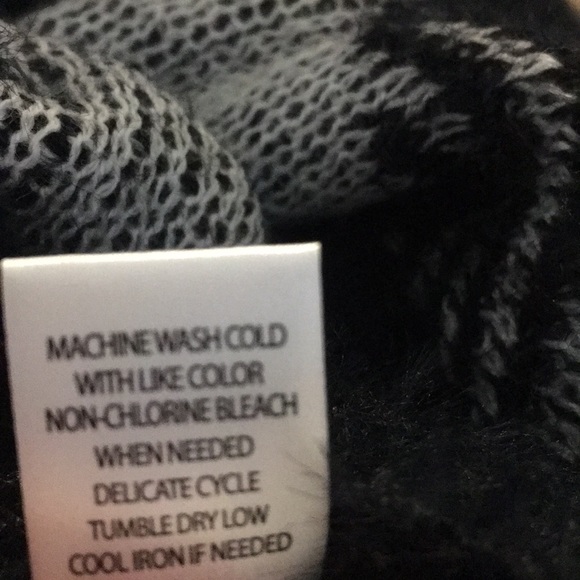 MACHINE WASH COLD
WITH LIKE COLOR
NON-CHLORINE BLEACH
WHEN NEEDED
DELICATE CYCLE
TUMBLE DRY LOW
COOL IRON IF NEEDED